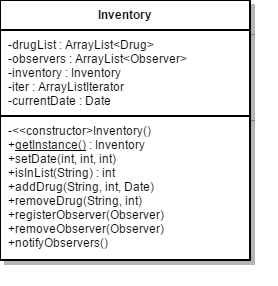 Inventory
-drugList : ArrayList<Drug>
-observers : ArrayList<Observer>
-inventory : Inventory
-iter : ArrayListIterator
-currentDate : Date
-<<constructor>Inventory()
+getInstance() : Inventory
+setDate(int, int, int)
+isInList(String) : int
+addDrug(String, int, Date)
+removeDrug(String, int)
+registerObserver(Observer)
+removeObserver(Observer)
+notifyObservers()